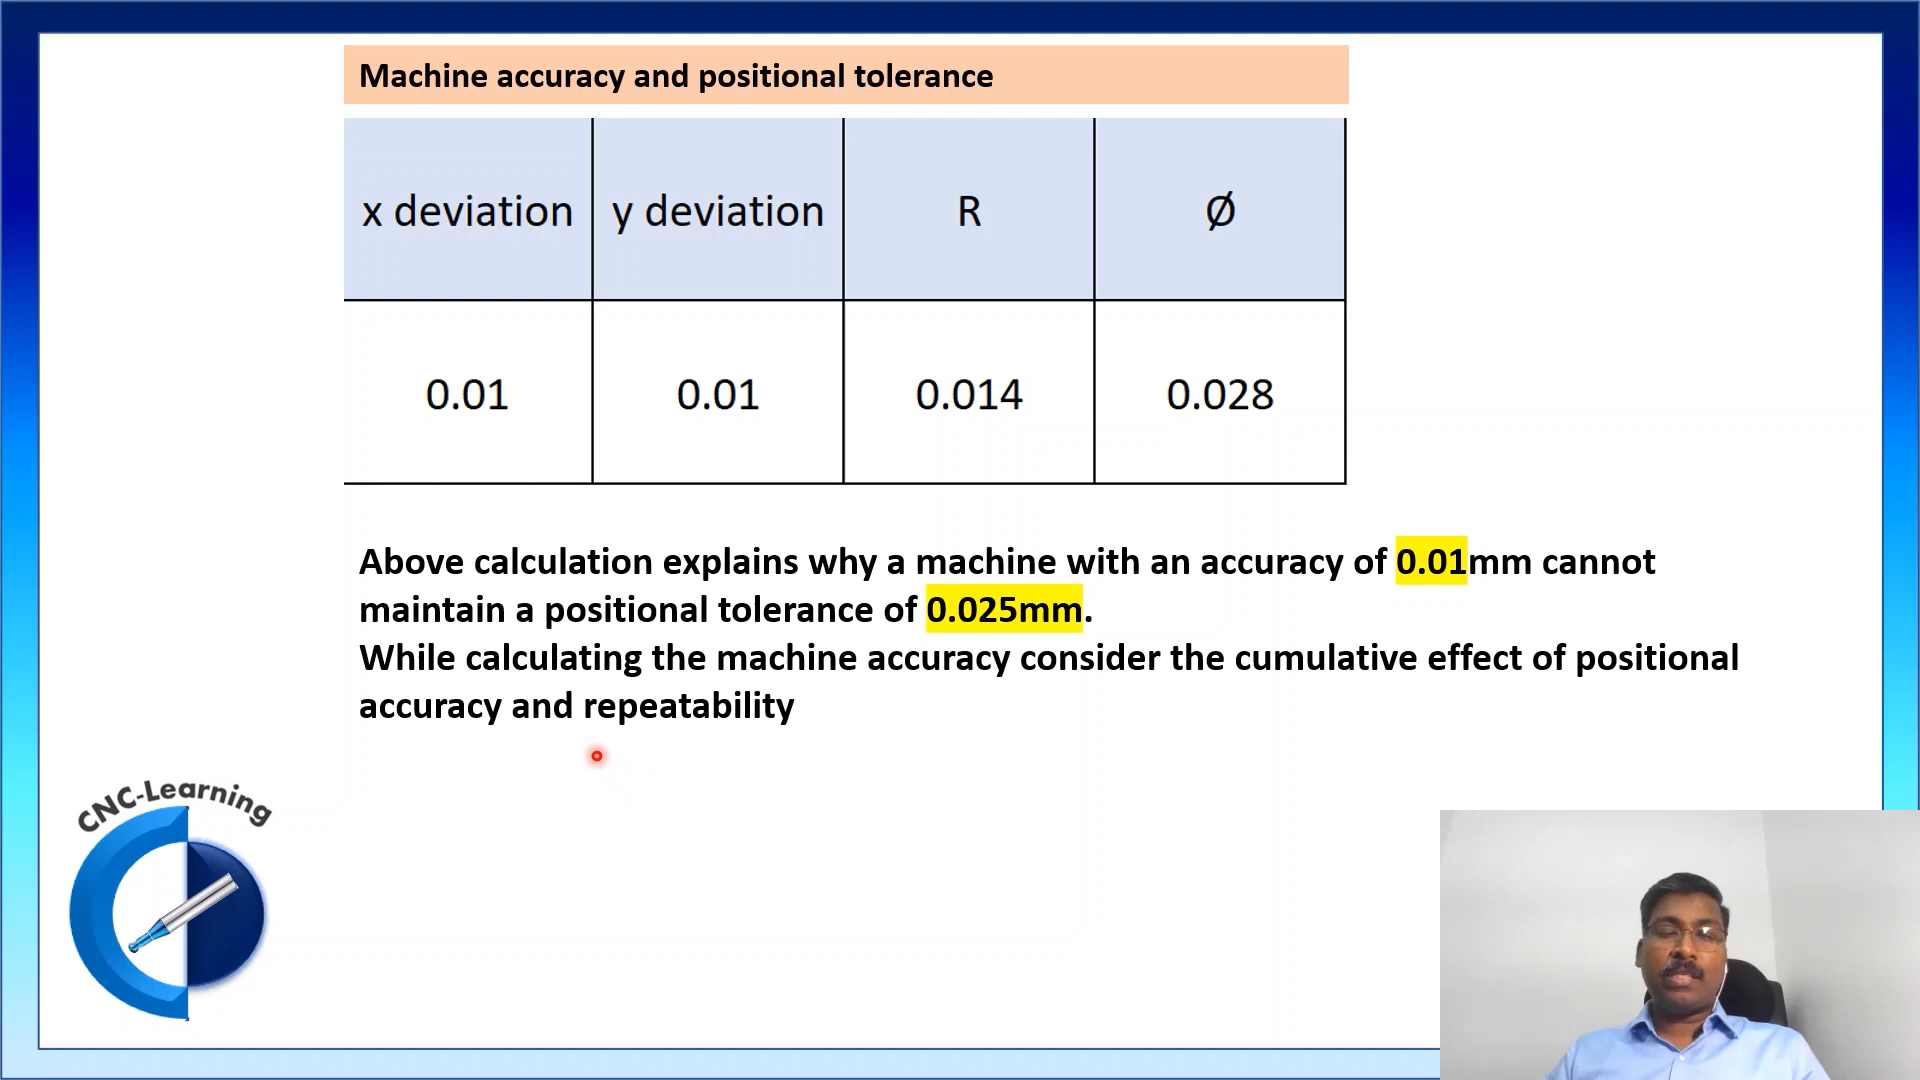 Machine accuracy and positional tolerance
x deviation y deviation R Ø
0.01 0.01 0.014 0.028
Above calculation explains why a machine with an accuracy of 0.01mm cannot
maintain a positional tolerance of 0.025mm.
While calculating the machine accuracy consider the cumulative effect of positional
accuracy and repeatability
CNC-Learning